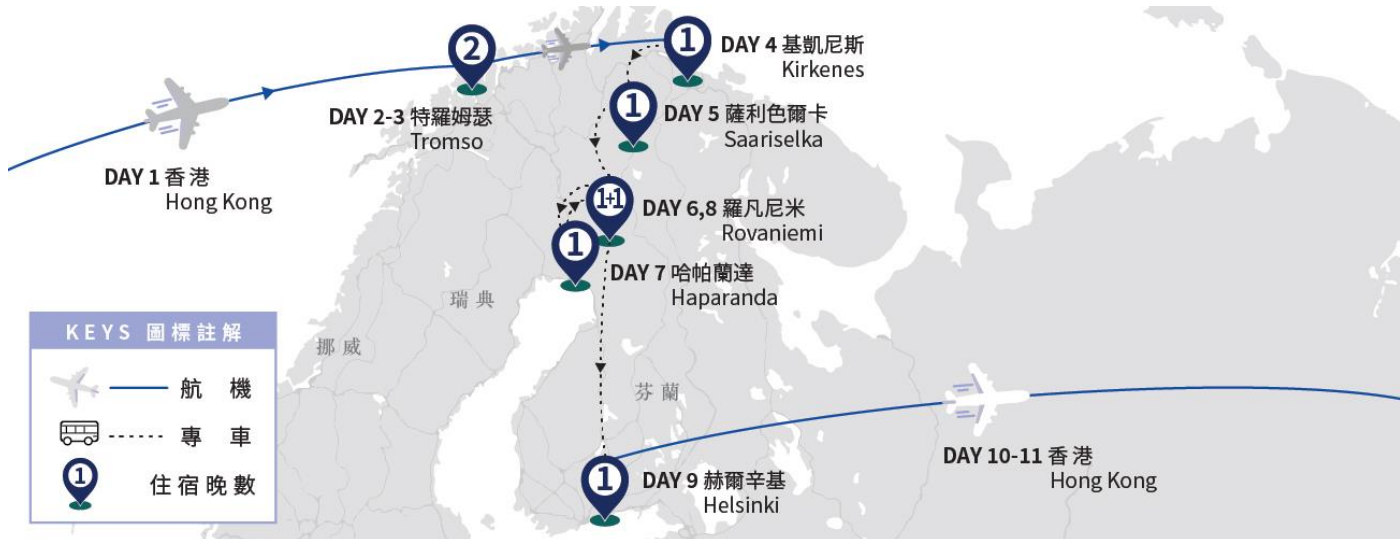 2
1
DAY 4 基凱尼斯
Kirkenes
DAY 2-3 特羅姆瑟
Tromso
1
DAY 5 薩利色爾卡
Saariselka
DAY 1 香港
Hong Kong
1+1
DAY 6,8 羅凡尼米
Rovaniemi
1
DAY 7 哈帕蘭達
Haparanda
瑞典
挪威
芬蘭
KEYS 圖標註解
航機
專車
1
住宿晚數
1
DAY 9 赫爾辛基
Helsinki
DAY 10-11 香港
Hong Kong